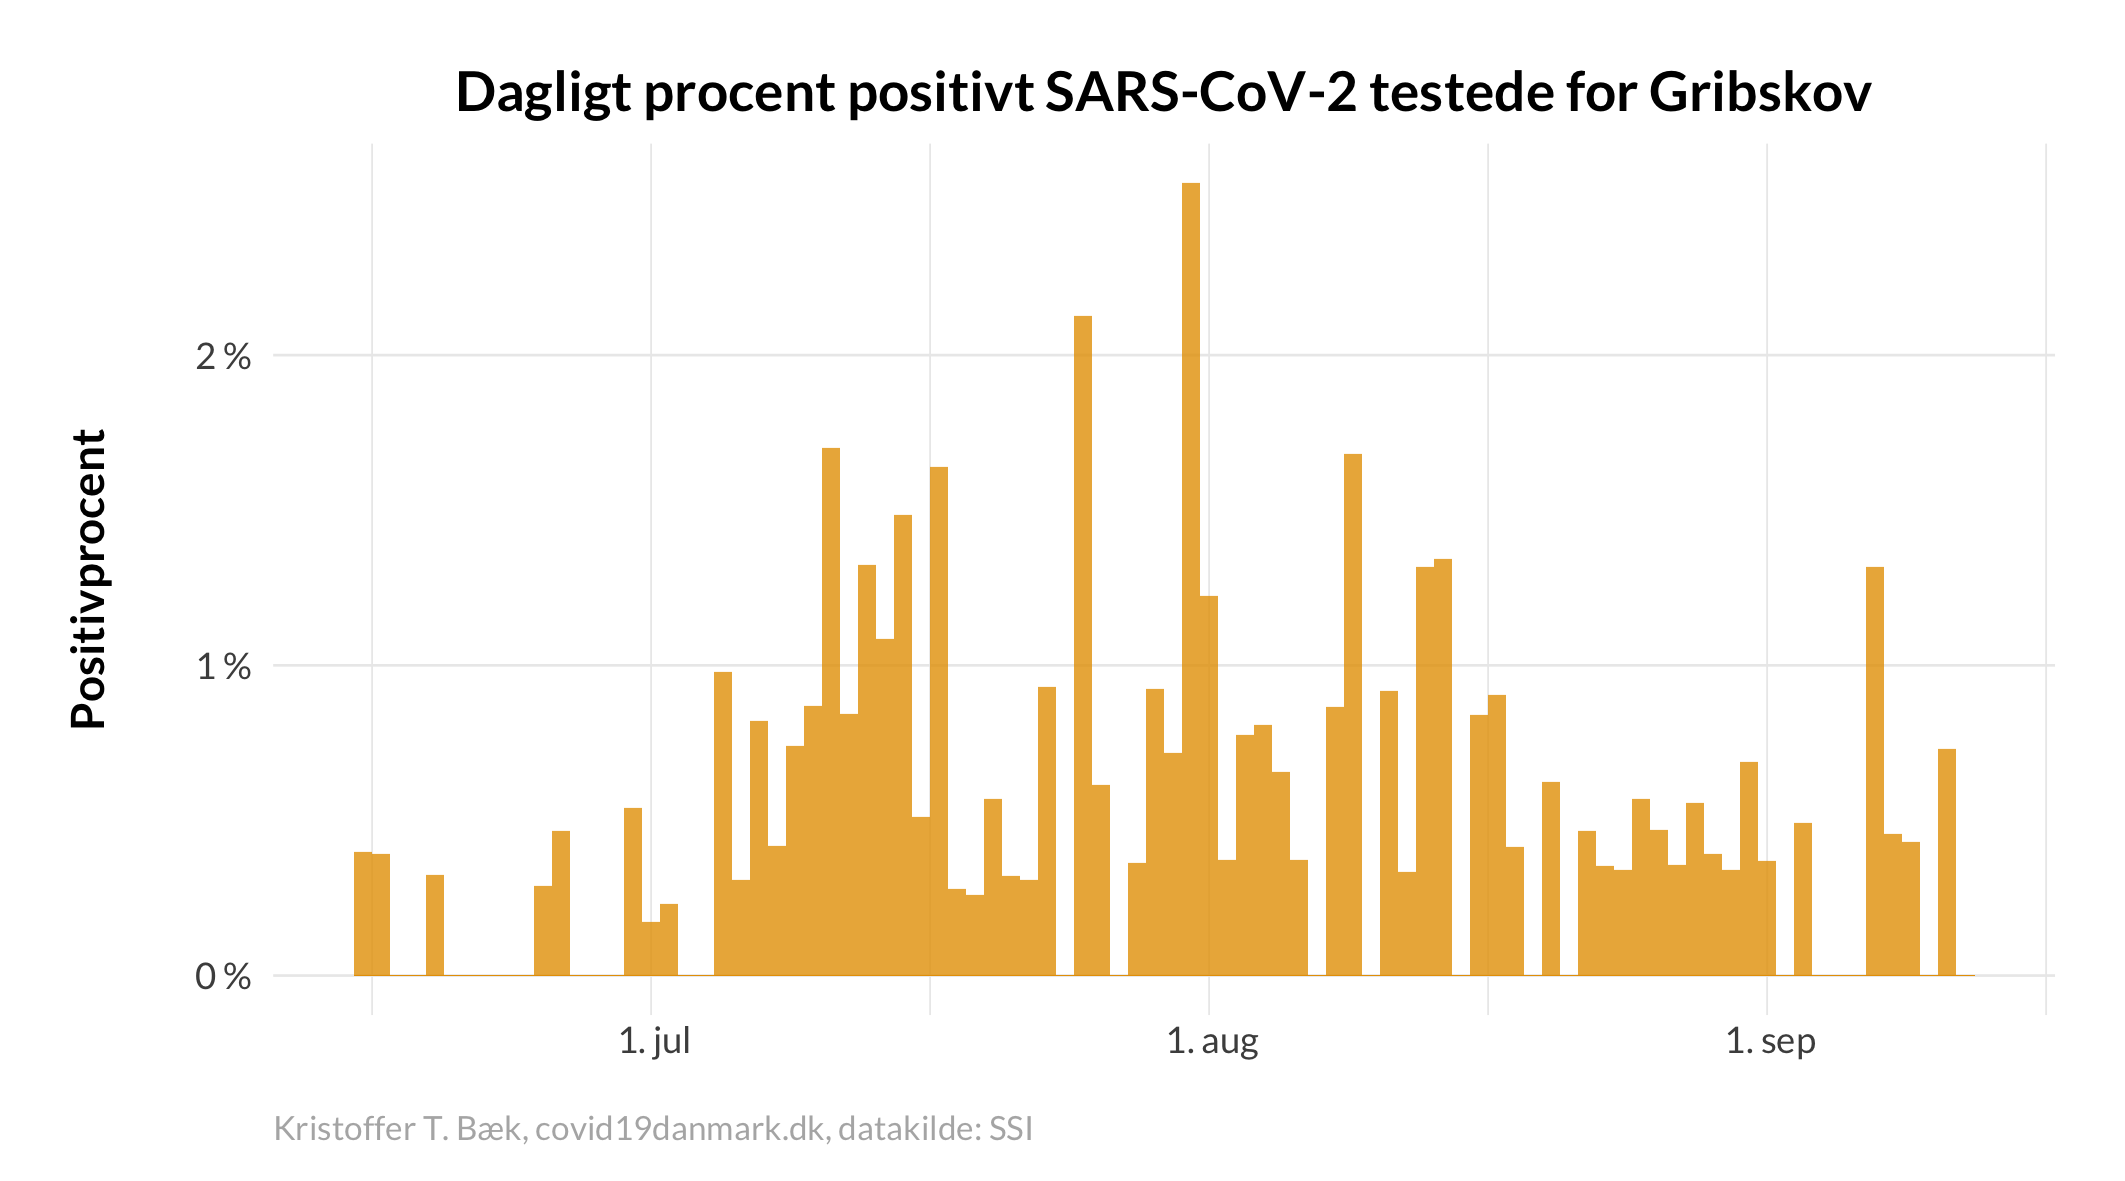 Dagligt procent positivt SARS-CoV-2 testede for Gribskov
Positivprocent
2 %
1 %
0 %
1. jul
1. aug
1. sep
Kristoffer T. Bæk, covid19danmark.dk, datakilde: SSI